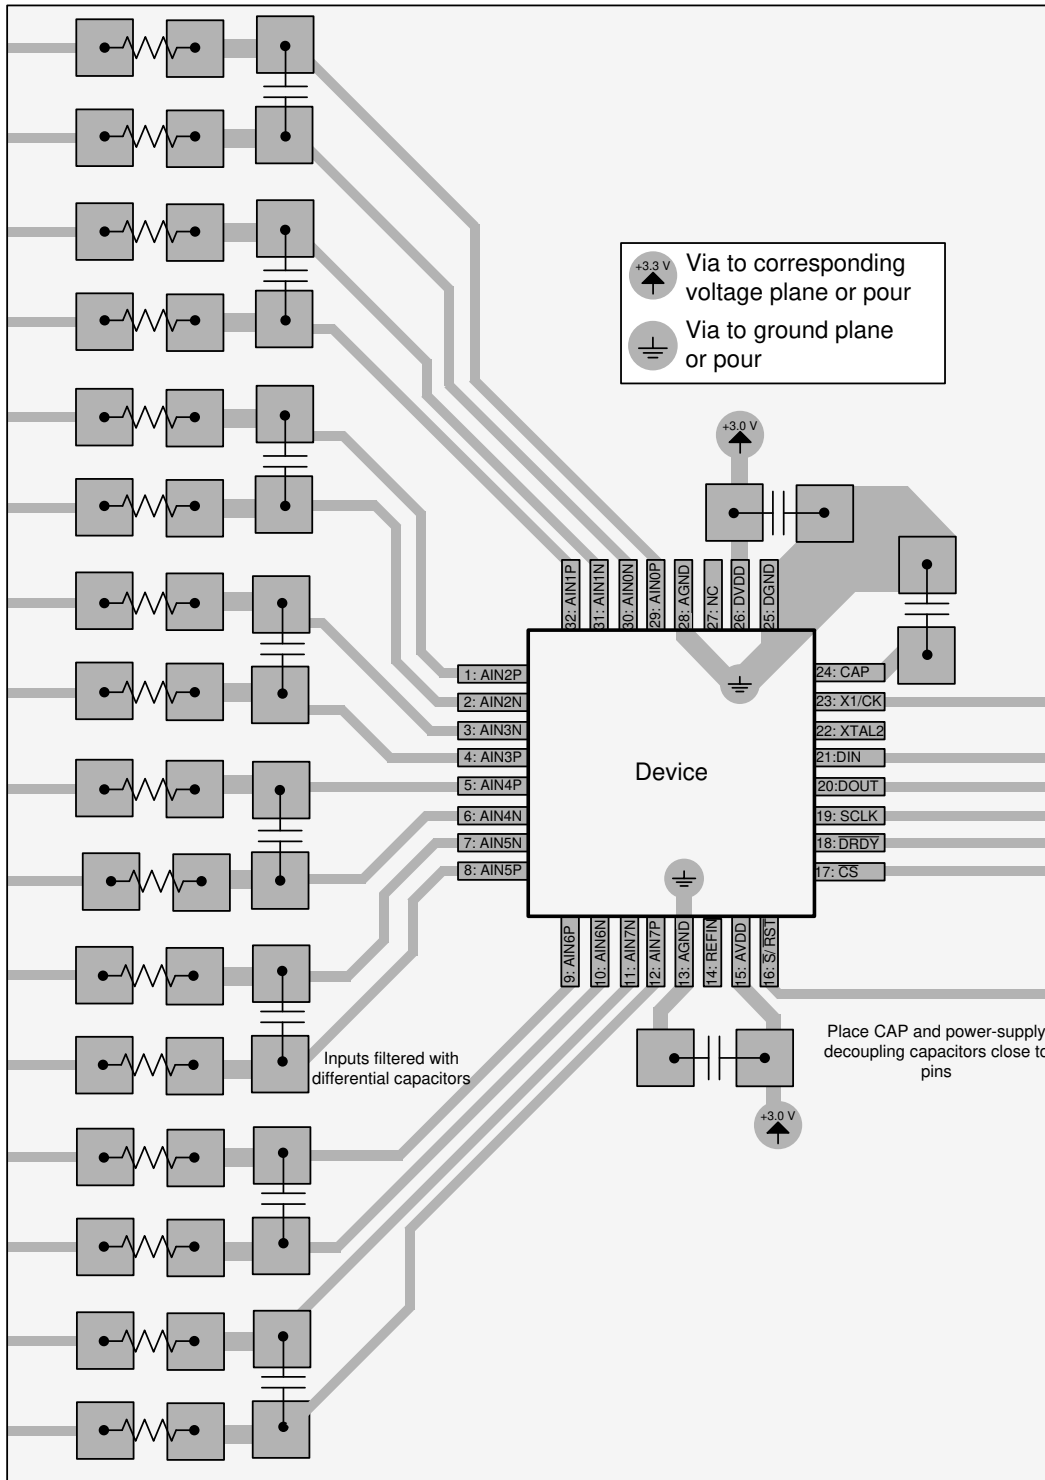 +3.3 V
Via to corresponding
voltage plane or pour
Via to ground plane
or pour
+3.0 V
32: AIN1P
31: AIN1N
30: AIN0N
29: AIN0P
28: AGND
27: NC
26: DVDD
25: DGND
1: AIN2P
2: AIN2N
3: AIN3N
4: AIN3P
5: AIN4P
6: AIN4N
7: AIN5N
8: AIN5P
Device
24: CAP
23: X1/CK
22: XTAL2
21:DIN
20:DOUT
19: SCLK
18: DRDY
17: CS
9: AIN6P
10: AIN6N
11: AIN7N
12: AIN7P
13: AGND
14: REFIN
15: AVDD
16: S/ RST
Inputs filtered with
differential capacitors
Place CAP and power-supply
decoupling capacitors close to
pins
+3.0 V